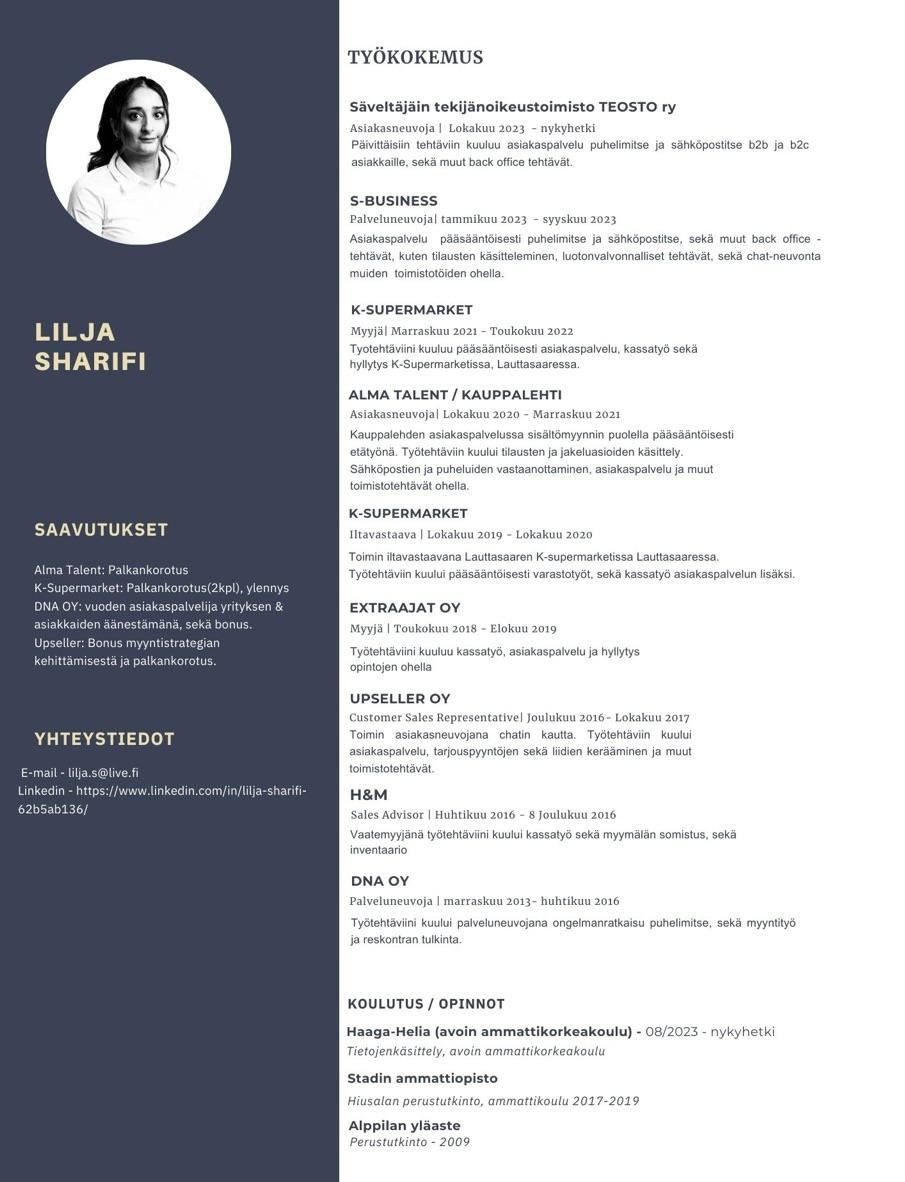 LILJA
SHARIFI
SAAVUTUKSET
Alma Talent: Palkankorotus
K-Supermarket: Palkankorotus(2kpl), ylennys
DNA OY: vuoden asiakaspalvelija yrityksen &
asiakkaiden äänestämänä, sekä bonus.
Upseller: Bonus myyntistrategian
kehittämisestä ja palkankorotus.
YHTEYSTIEDOT
E-mail - lilja.s@live.fi
Linkedin - https://www.linkedin.com/in/lilja-sharifi-
62b5ab136/
TYÖKOKEMUS
Säveltäjäin tekijänoikeustoimisto TEOSTO ry
Asiakasneuvoja | Lokakuu 2023 - nykyhetki
Päivittäisiin tehtäviin kuuluu asiakaspalvelu puhelimitse ja sähköpostitse b2b ja b2c
asiakkaille, sekä muut back office tehtävät.
S-BUSINESS
Palveluneuvoja| tammikuu 2023 - syyskuu 2023
Asiakaspalvelu pääsääntöisesti puhelimitse ja sähköpostitse, sekä muut back office -
tehtävät, kuten tilausten käsitteleminen, luotonvalvonnalliset tehtävät, sekä chat-neuvonta
muiden toimistotöiden ohella.
K-SUPERMARKET
Myyjä| Marraskuu 2021 - Toukokuu 2022
Tyotehtäviini kuuluu pääsääntöisesti asiakaspalvelu, kassatyö sekä
hyllytys K-Supermarketissa, Lauttasaaressa.
ALMA TALENT / KAUPPALEHTI
Asiakasneuvoja| Lokakuu 2020 - Marraskuu 2021
Kauppalehden asiakaspalvelussa sisältömyynnin puolella pääsääntöisesti
etätyönä. Työtehtäviin kuului tilausten ja jakeluasioiden käsittely.
Sähköpostien ja puheluiden vastaanottaminen, asiakaspalvelu ja muut
toimistotehtävät ohella.
K-SUPERMARKET
Iltavastaava | Lokakuu 2019 - Lokakuu 2020
Toimin iltavastaavana Lauttasaaren K-supermarketissa Lauttasaaressa.
Työtehtäviin kuului pääsääntöisesti varastotyöt, sekä kassatyö asiakaspalvelun lisäksi.
EXTRAAJAT OY
Myyjä | Toukokuu 2018 - Elokuu 2019
Työtehtäviini kuuluu kassatyö, asiakaspalvelu ja hyllytys
opintojen ohella
UPSELLER OY
Customer Sales Representative| Joulukuu 2016- Lokakuu 2017
Toimin asiakasneuvojana chatin kautta. Työtehtäviin kuului
asiakaspalvelu, tarjouspyyntöjen sekä liidien kerääminen ja muut
toimistotehtävät.
H&M
Sales Advisor | Huhtikuu 2016 - 8 Joulukuu 2016
Vaatemyyjänä työtehtäviini kuului kassatyö sekä myymälän somistus, sekä
inventaario
DNA OY
Palveluneuvoja | marraskuu 2013- huhtikuu 2016
Työtehtäviini kuului palveluneuvojana ongelmanratkaisu puhelimitse, sekä myyntityö
ja reskontran tulkinta.
KOULUTUS / OPINNOT
Haaga-Helia (avoin ammattikorkeakoulu) - 08/2023 - nykyhetki
Tietojenkäsittely, avoin ammattikorkeakoulu
Stadin ammattiopisto
Hiusalan perustutkinto, ammattikoulu 2017-2019
Alppilan yläaste
Perustutkinto - 2009